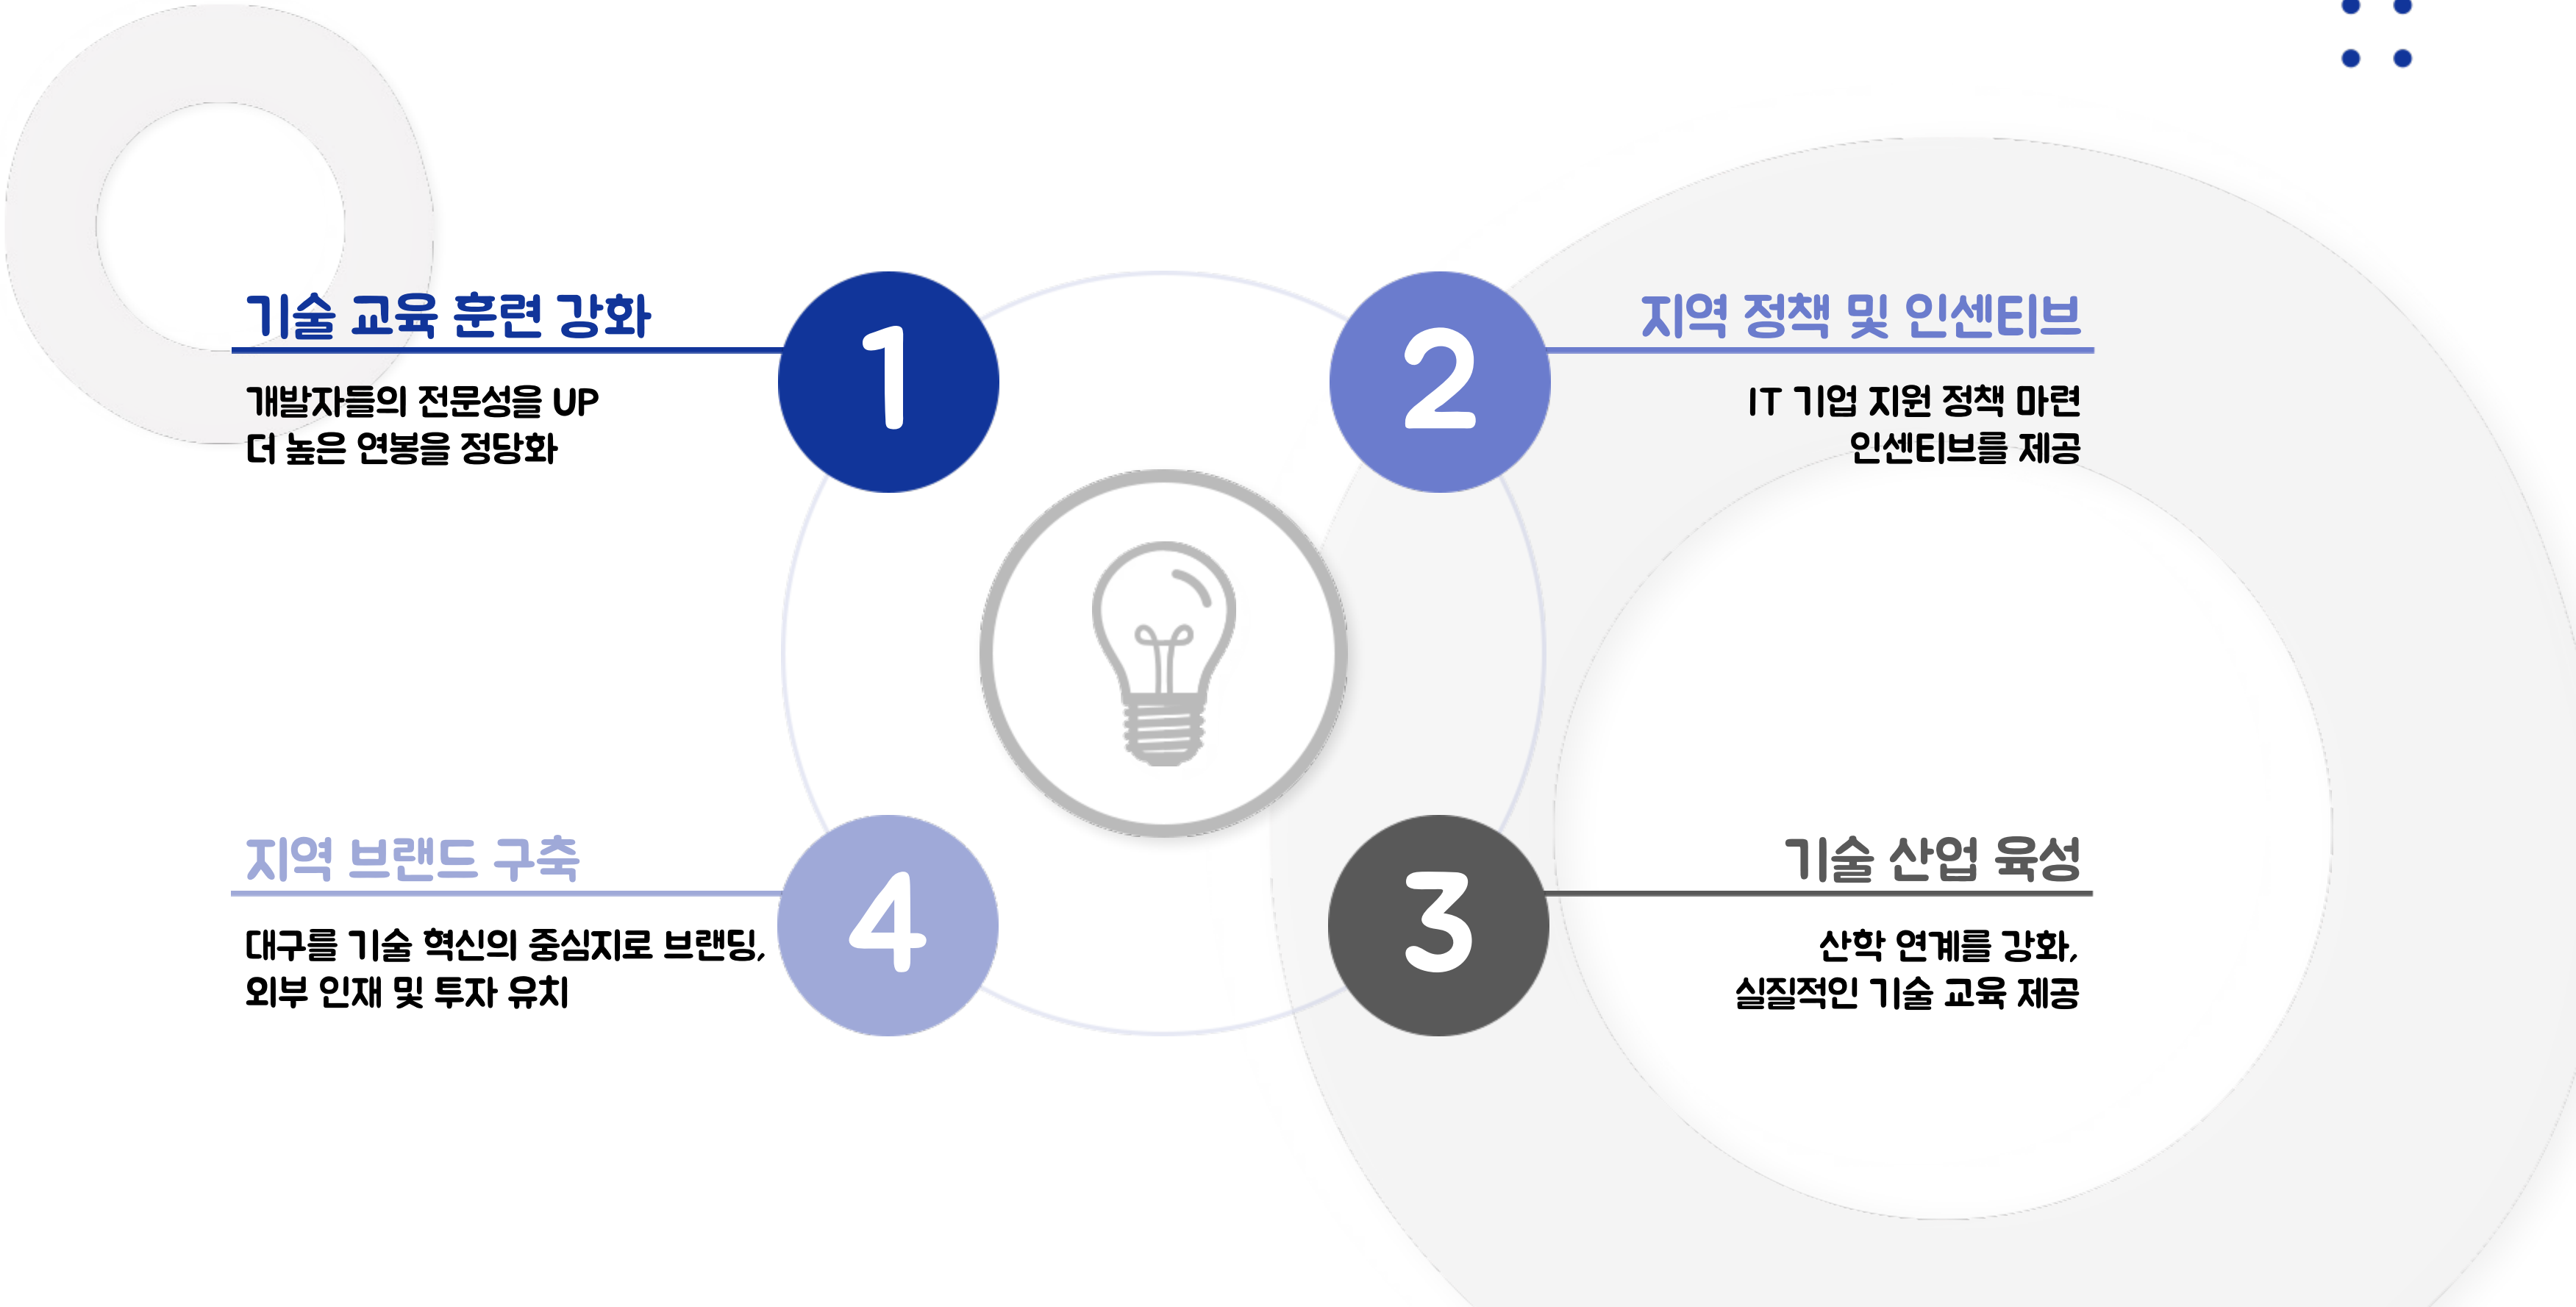 기술 교육 훈련 강화
개발자들의 전문성을 UP
더 높은 연봉을 정당화
1
2
지역 정책 및 인센티브
IT 기업 지원 정책 마련
인센티브를 제공
지역 브랜드 구축
대구를 기술 혁신의 중심지로 브랜딩,
외부 인재 및 투자 유치
4
3
기술 산업 육성
산학 연계를 강화,
실질적인 기술 교육 제공